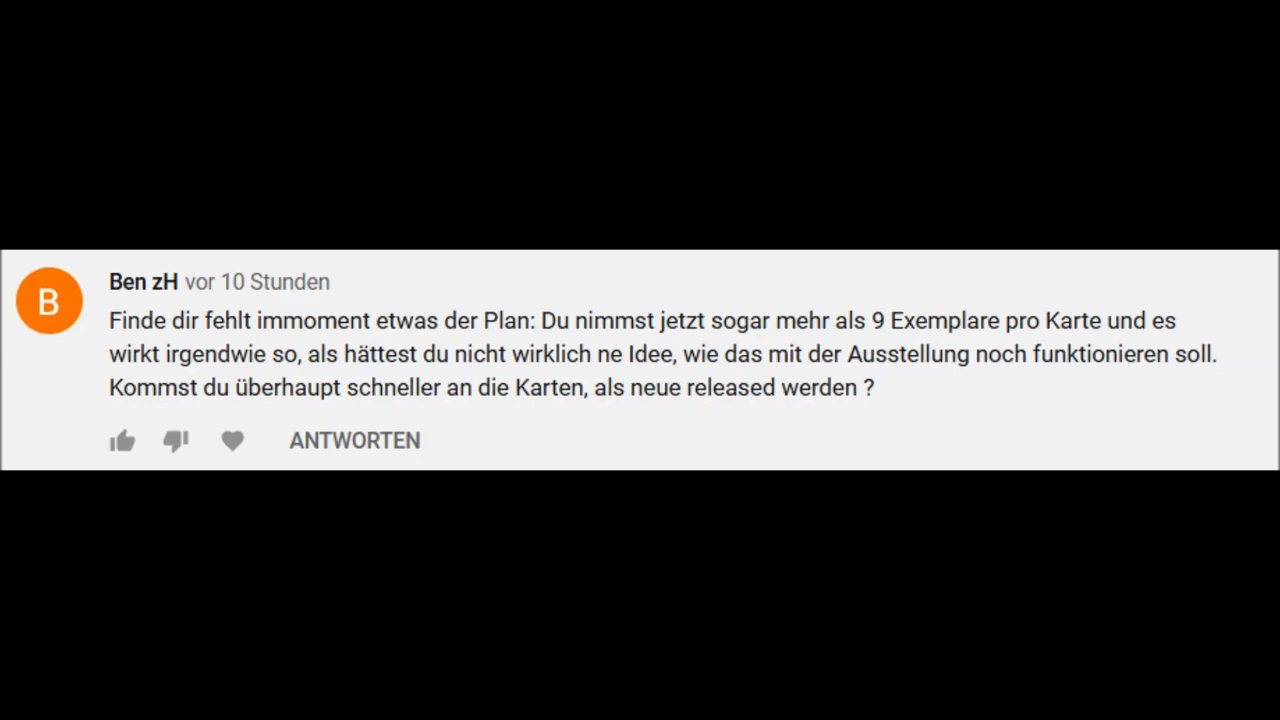 B
Ben zH vor 10 Stunden
Finde dir fehlt immoment etwas der Plan: Du nimmst jetzt sogar mehr als 9 Exemplare pro Karte und es
wirkt irgendwie so, als hättest du nicht wirklich ne Idee, wie das mit der Ausstellung noch funktionieren soll.
Kommst du überhaupt schneller an die Karten, als neue released werden ?
ANTWORTEN